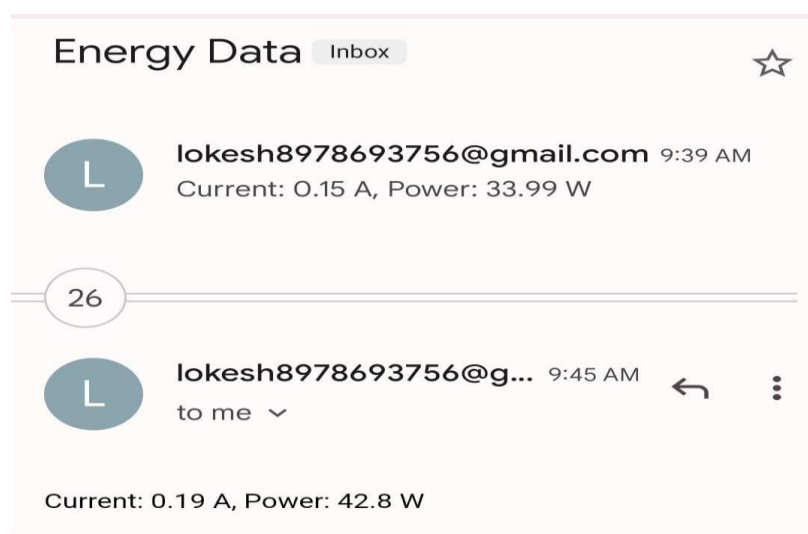 Energy Data Inbox
L
lokesh8978693756@gmail.com 9:39 AM
Current: 0.15 A, Power: 33.99 W
26
L
lokesh8978693756@g... 9:45 AM
to me
Current: 0.19 A, Power: 42.8 W